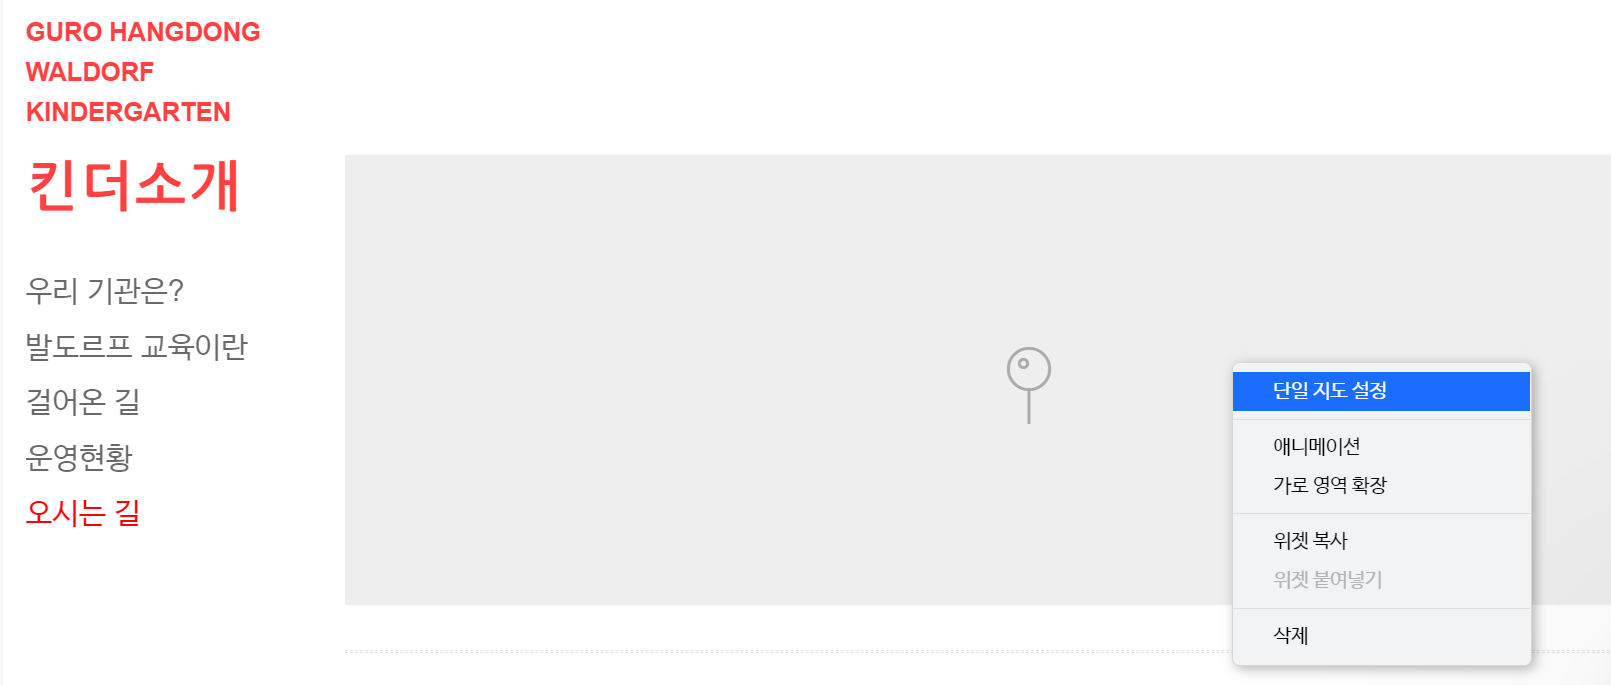 GURO HANGDONG
WALDORF
KINDERGARTEN
킨더소개
우리 기관은?
발도르프 교육이란
걸어온 길
운영현황
오시는 길
단일 지도 설정
애니메이션
가로 영역 확장
위젯 복사
위젯 붙여넣기
삭제